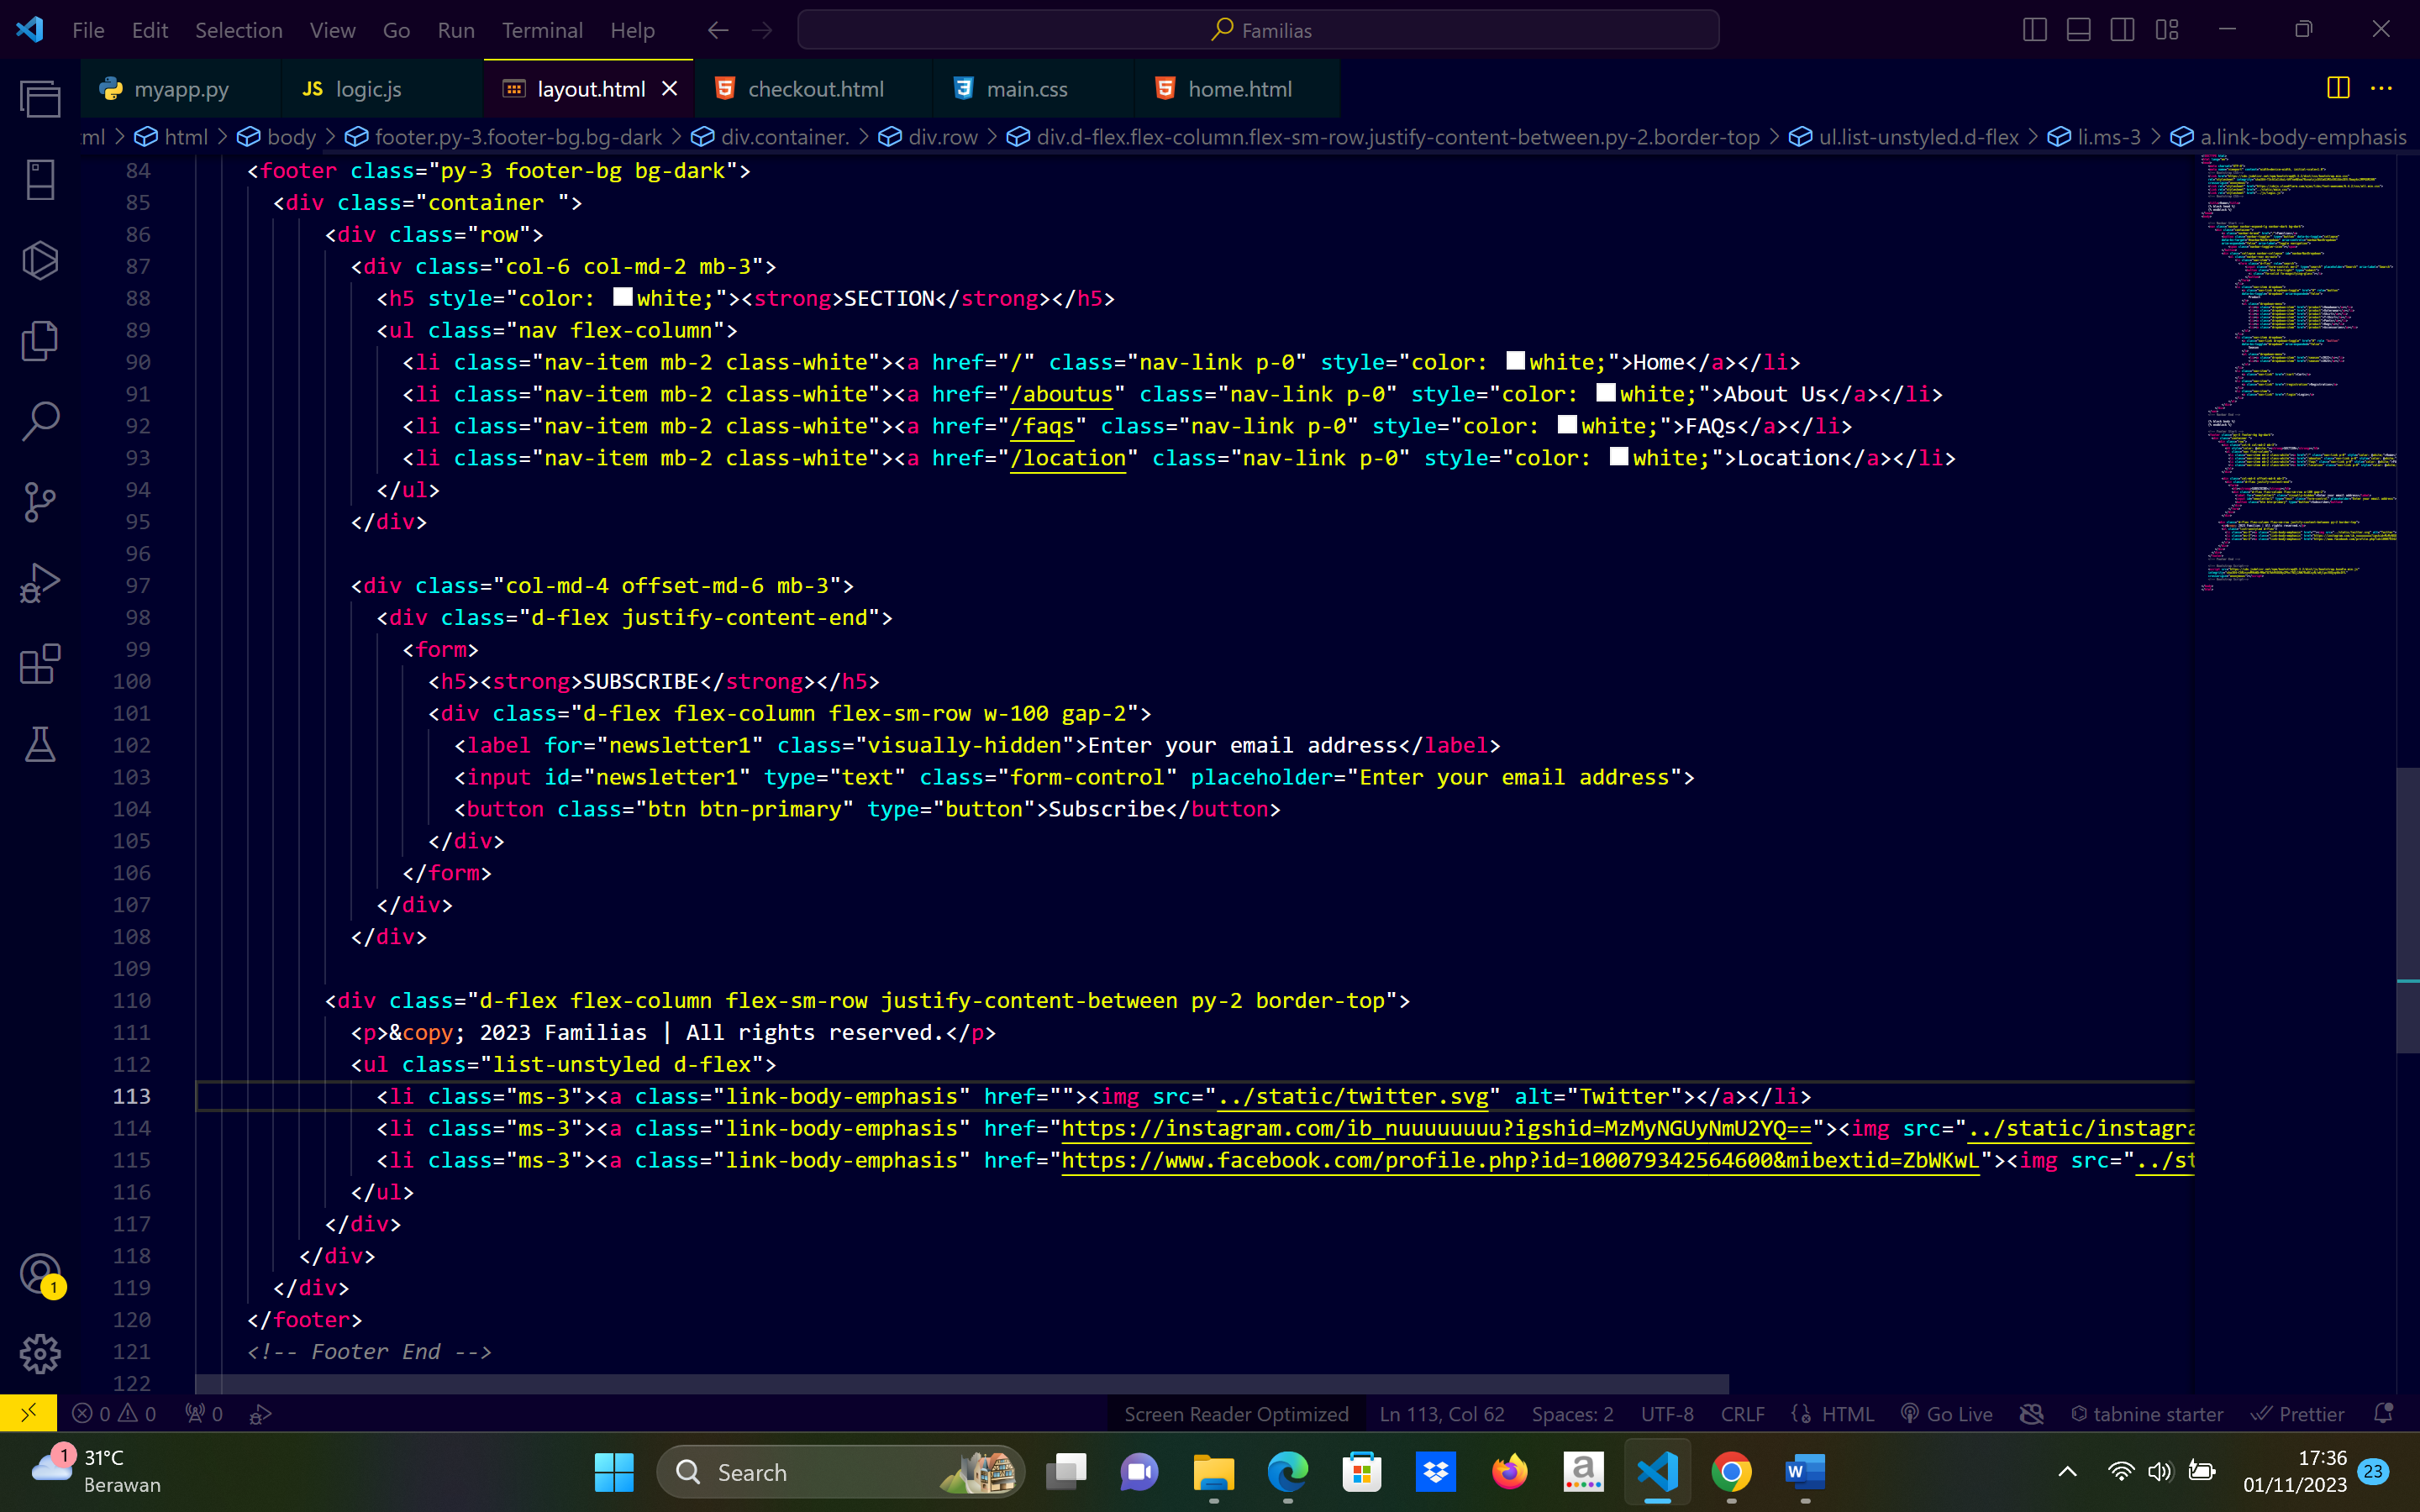 File Edit Selection View Go Run Terminal Help Familias
myapp.py JS logic.js layout.html checkout.html main.css home.html
ml > html > body > footer.py-3.footer-bg.bg-dark > div.container. > div.row > div.d-flex.flex-column.flex-sm-row.justify-content-between.py-2.border-top > ul.list-unstyled.d-flex > li.ms-3 > a.link-body-emphasis
84 <footer class="py-3 footer-bg bg-dark">
85 <div class="container ">
86 <div class="row">
87 <div class="col-6 col-md-2 mb-3">
88 <h5 style="color: white;"><strong>SECTION</strong></h5>
89 <ul class="nav flex-column">
90 <li class="nav-item mb-2 class-white"><a href="/" class="nav-link p-0" style="color: white;">Home</a></li>
91 <li class="nav-item mb-2 class-white"><a href="/aboutus" class="nav-link p-0" style="color: white;">About Us</a></li>
92 <li class="nav-item mb-2 class-white"><a href="/faqs" class="nav-link p-0" style="color: white;">FAQs</a></li>
93 <li class="nav-item mb-2 class-white"><a href="/location" class="nav-link p-0" style="color: white;">Location</a></li>
94 </ul>
95 </div>
96
97 <div class="col-md-4 offset-md-6 mb-3">
98 <div class="d-flex justify-content-end">
99 <form>
100 <h5><strong>SUBSCRIBE</strong></h5>
101 <div class="d-flex flex-column flex-sm-row w-100 gap-2">
102 <label for="newsletter1" class="visually-hidden">Enter your email address</label>
103 <input id="newsletter1" type="text" class="form-control" placeholder="Enter your email address">
104 <button class="btn btn-primary" type="button">Subscribe</button>
105 </div>
106 </form>
107 </div>
108 </div>
109
110 <div class="d-flex flex-column flex-sm-row justify-content-between py-2 border-top">
111 <p>&copy; 2023 Familias | All rights reserved.</p>
112 <ul class="list-unstyled d-flex">
113 <li class="ms-3"><a class="link-body-emphasis" href=""><img src="../static/twitter.svg" alt="Twitter"></a></li>
114 <li class="ms-3"><a class="link-body-emphasis" href="https://instagram.com/ib_nuuuuuuuu?igshid=MzMyNGUyNmU2YQ=="><img src="../static/instagra
115 <li class="ms-3"><a class="link-body-emphasis" href="https://www.facebook.com/profile.php?id=100079342564600&mibextid=ZbWKwL"><img src="../st
116 </ul>
117 </div>
118 </div>
119 </div>
120 </footer>
121 <!-- Footer End -->
122
1
0 0 0 Screen Reader Optimized Ln 113, Col 62 Spaces: 2 UTF-8 CRLF {} HTML Go Live tabnine starter Prettier
1 31°C
Berawan
Search
17:36
01/11/2023 23